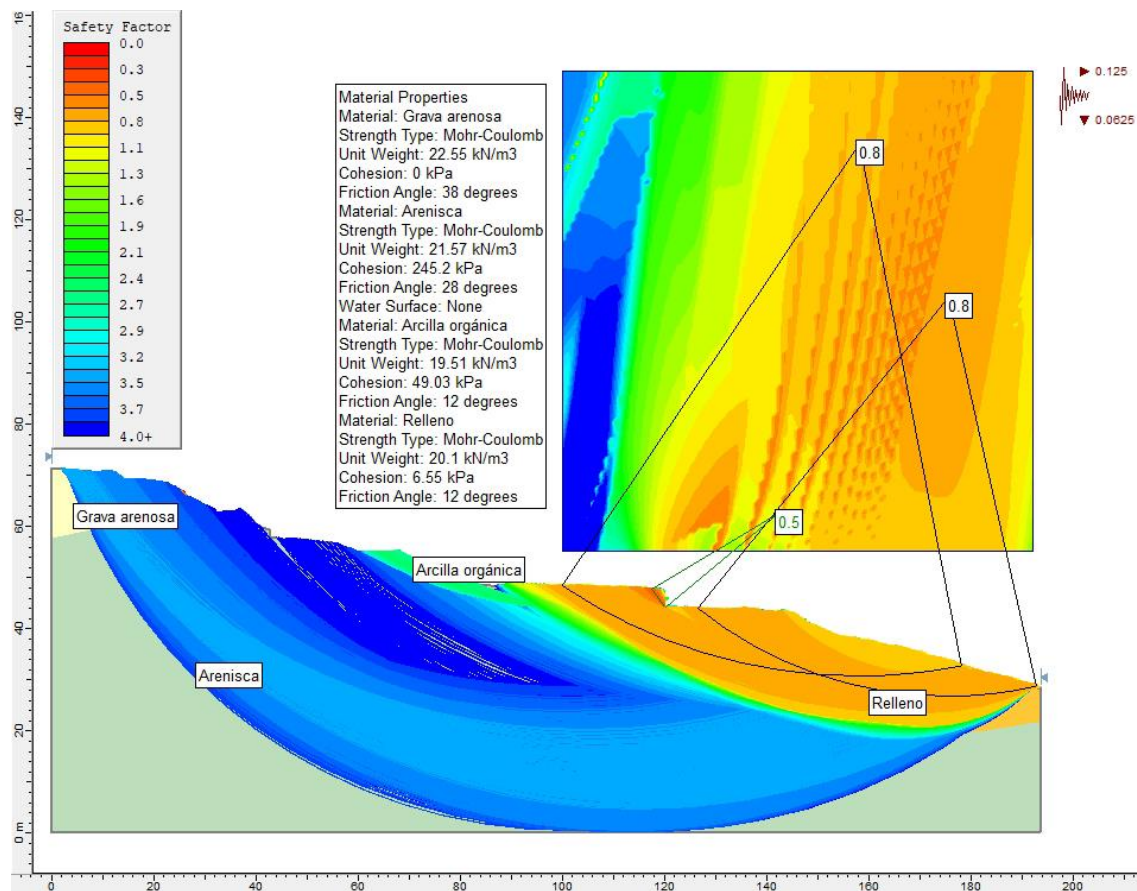 Safety Factor
0.0
0.3
0.5
0.8
1.1
1.3
1.6
1.9
2.1
2.4
2.7
2.9
3.2
3.5
3.7
4.0+
Material Properties
Material: Grava arenosa
Strength Type: Mohr-Coulomb
Unit Weight: 22.55 kN/m3
Cohesion: 0 kPa
Friction Angle: 38 degrees
Material: Arenisca
Strength Type: Mohr-Coulomb
Unit Weight: 21.57 kN/m3
Cohesion: 245.2 kPa
Friction Angle: 28 degrees
Water Surface: None
Material: Arcilla orgánica
Strength Type: Mohr-Coulomb
Unit Weight: 19.51 kN/m3
Cohesion: 49.03 kPa
Friction Angle: 12 degrees
Material: Relleno
Strength Type: Mohr-Coulomb
Unit Weight: 20.1 kN/m3
Cohesion: 6.55 kPa
Friction Angle: 12 degrees
0.125
0.0625
0.8
0.8
0.5
Grava arenosa
Arcilla orgánica
Arenisca
Relleno
16
140
120
100
80
60
40
20
0
0
20
40
60
80
100
120
140
160
180
200